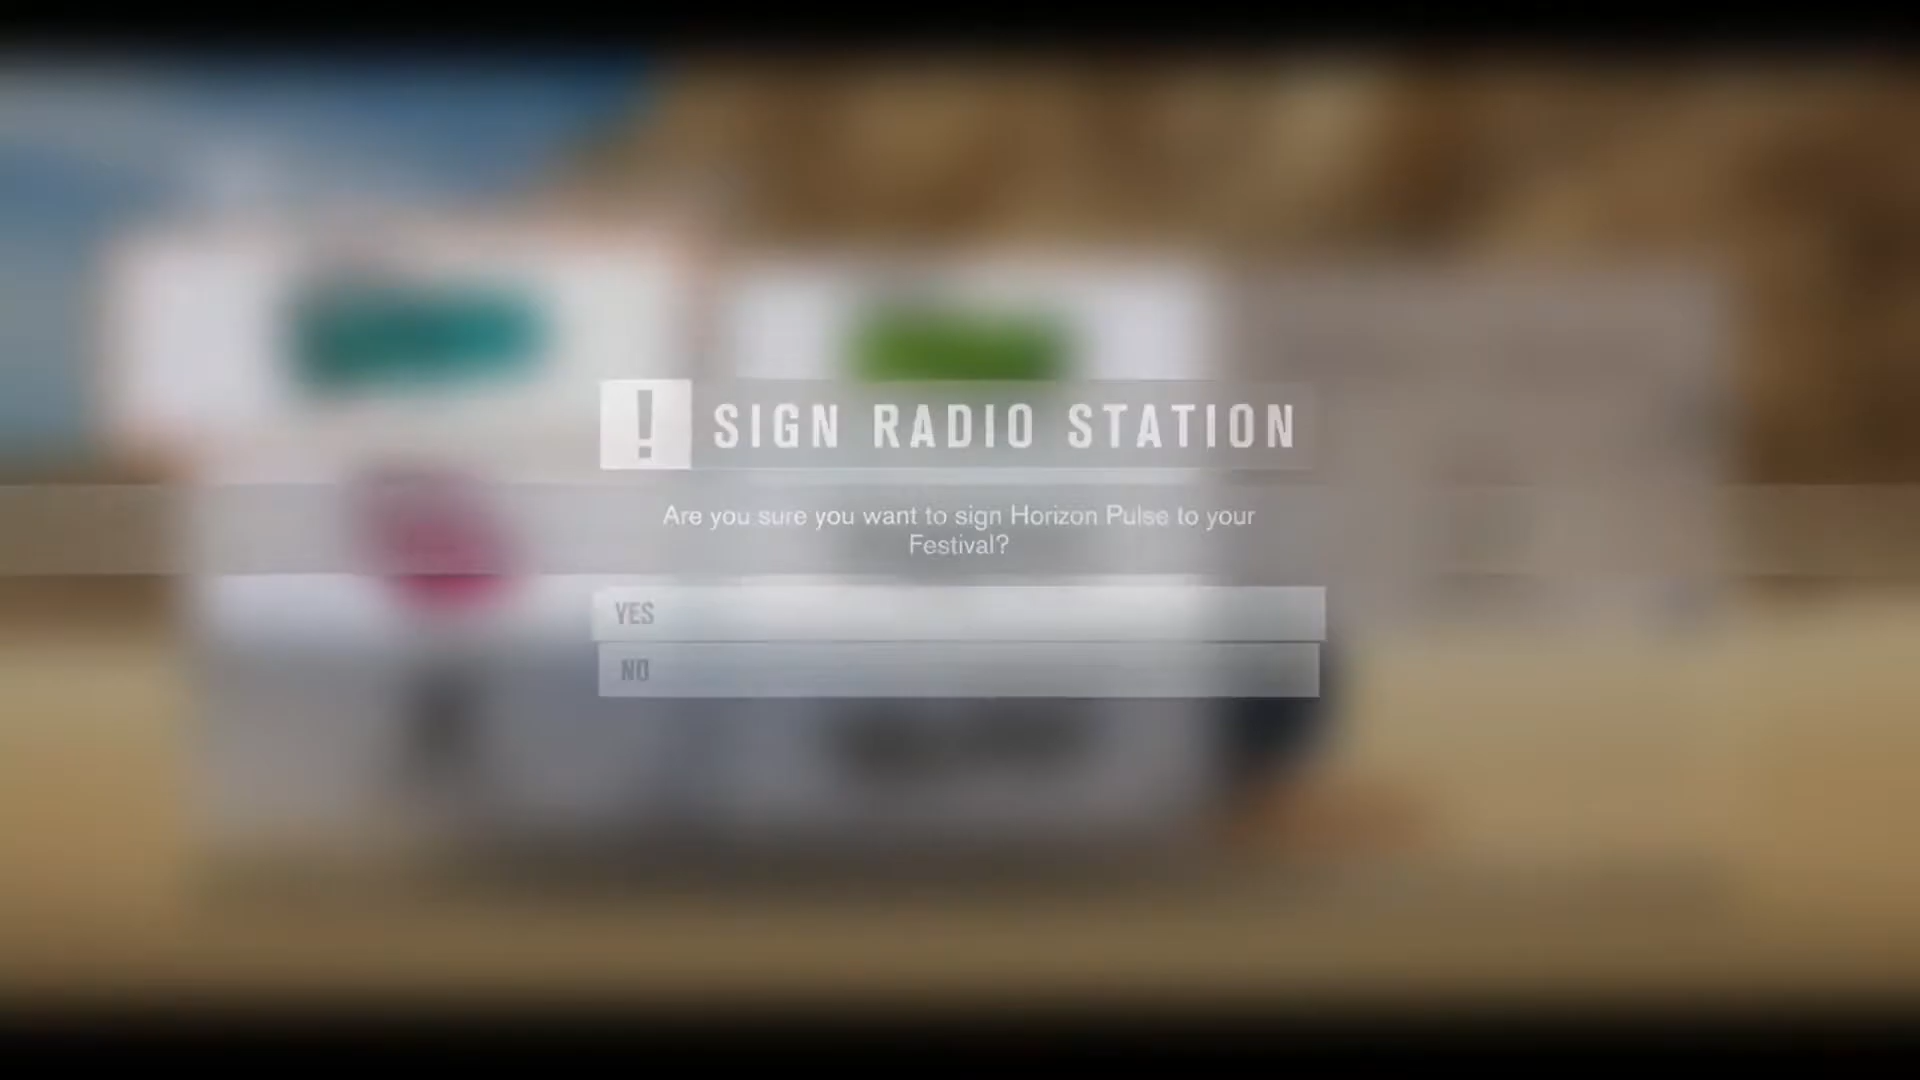 ! SIGN RADIO STATION
Are you sure you want to sign Horizon Pulse to your
Festival?
YES
NO